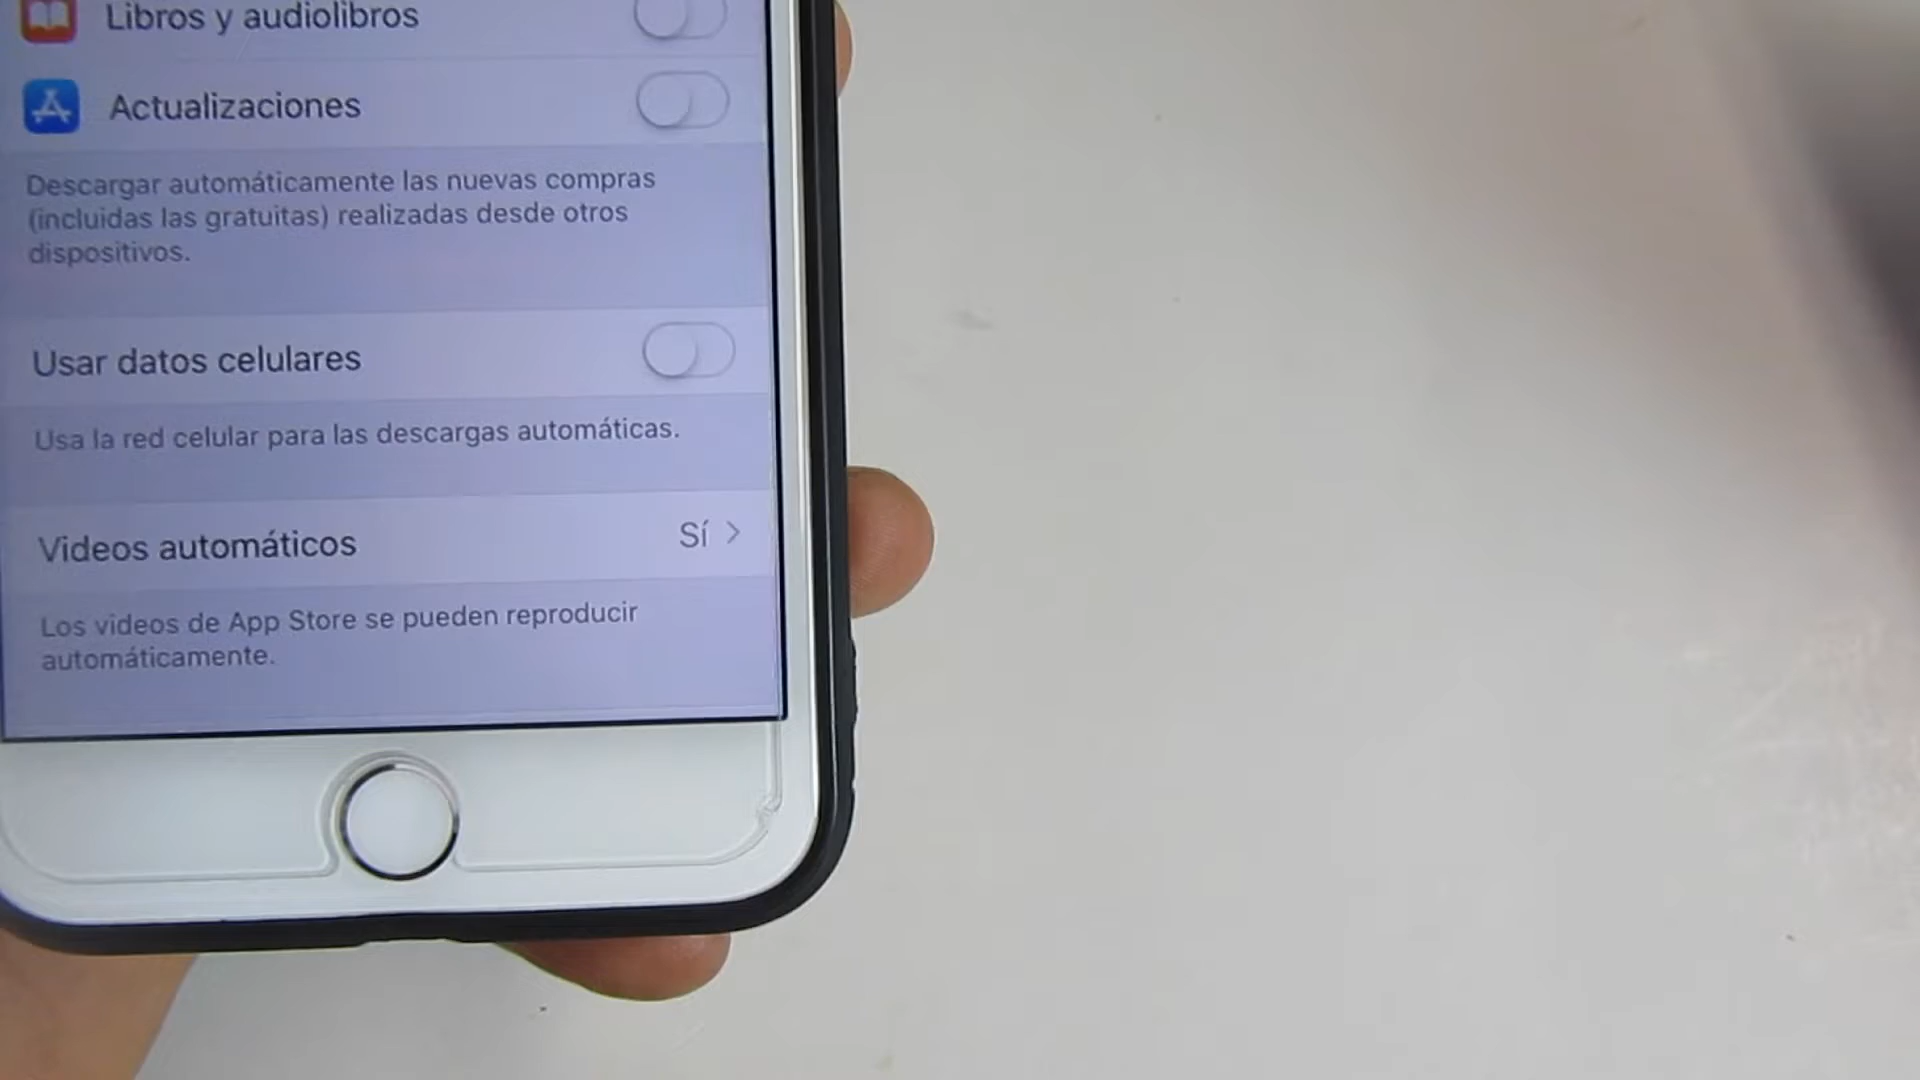 Libros y audiolibros
Actualizaciones
Descargar automáticamente las nuevas compras
(incluidas las gratuitas) realizadas desde otros
dispositivos.
Usar datos celulares
Usa la red celular para las descargas automáticas.
Videos automáticos Sí
Los videos de App Store se pueden reproducir
automáticamente.